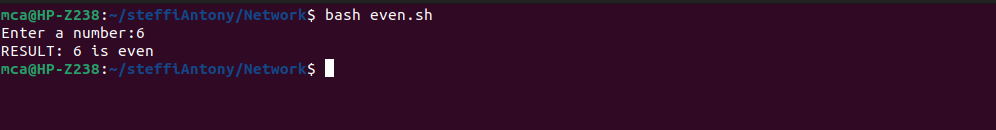 mca@HP-Z238:~/steffiAntony/Network$ bash even.sh
Enter a number:6
RESULT: 6 is even
mca@HP-Z238:~/steffiAntony/Network$